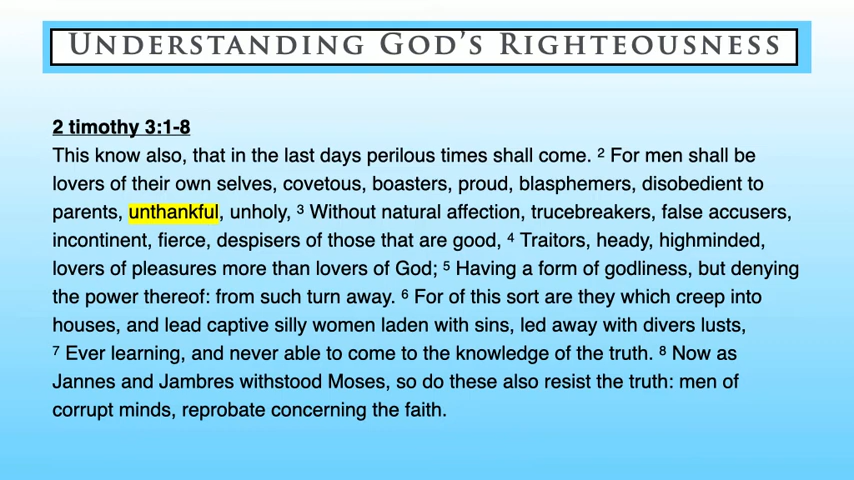 Understanding God's Righteousness
2 timothy 3:1-8
This know also, that in the last days perilous times shall come. 2 For men shall be
lovers of their own selves, covetous, boasters, proud, blasphemers, disobedient to
parents, unthankful, unholy, 3 Without natural affection, trucebreakers, false accusers,
incontinent, fierce, despisers of those that are good, 4 Traitors, heady, highminded,
lovers of pleasures more than lovers of God; 5 Having a form of godliness, but denying
the power thereof: from such turn away. 6 For of this sort are they which creep into
houses, and lead captive silly women laden with sins, led away with divers lusts,
7 Ever learning, and never able to come to the knowledge of the truth. 8 Now as
Jannes and Jambres withstood Moses, so do these also resist the truth: men of
corrupt minds, reprobate concerning the faith.